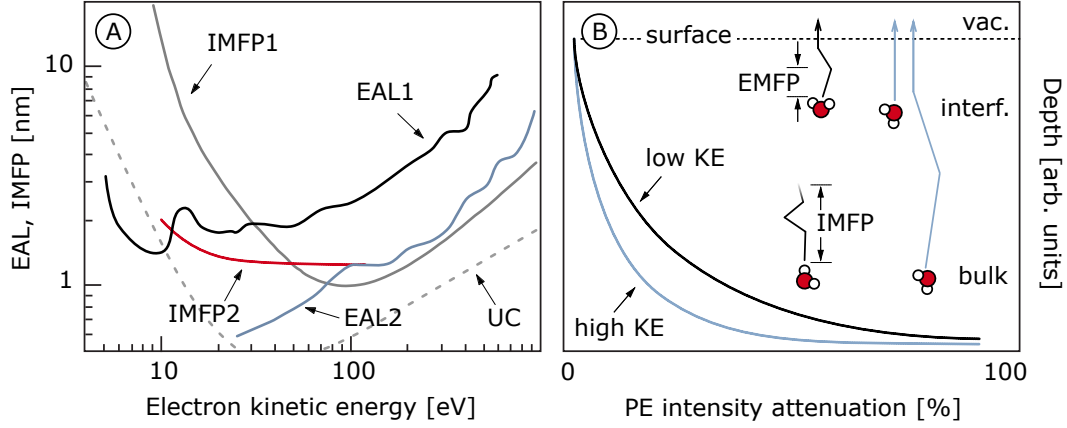 A
IMFP1
EAL1
10
1
EAL, IMFP [nm]
IMFP2
EAL2
UC
10
100
Electron kinetic energy [eV]
B
surface
vac.
EMFP
interf.
low KE
IMFP
bulk
high KE
Depth [arb. units]
0
100
PE intensity attenuation [%]